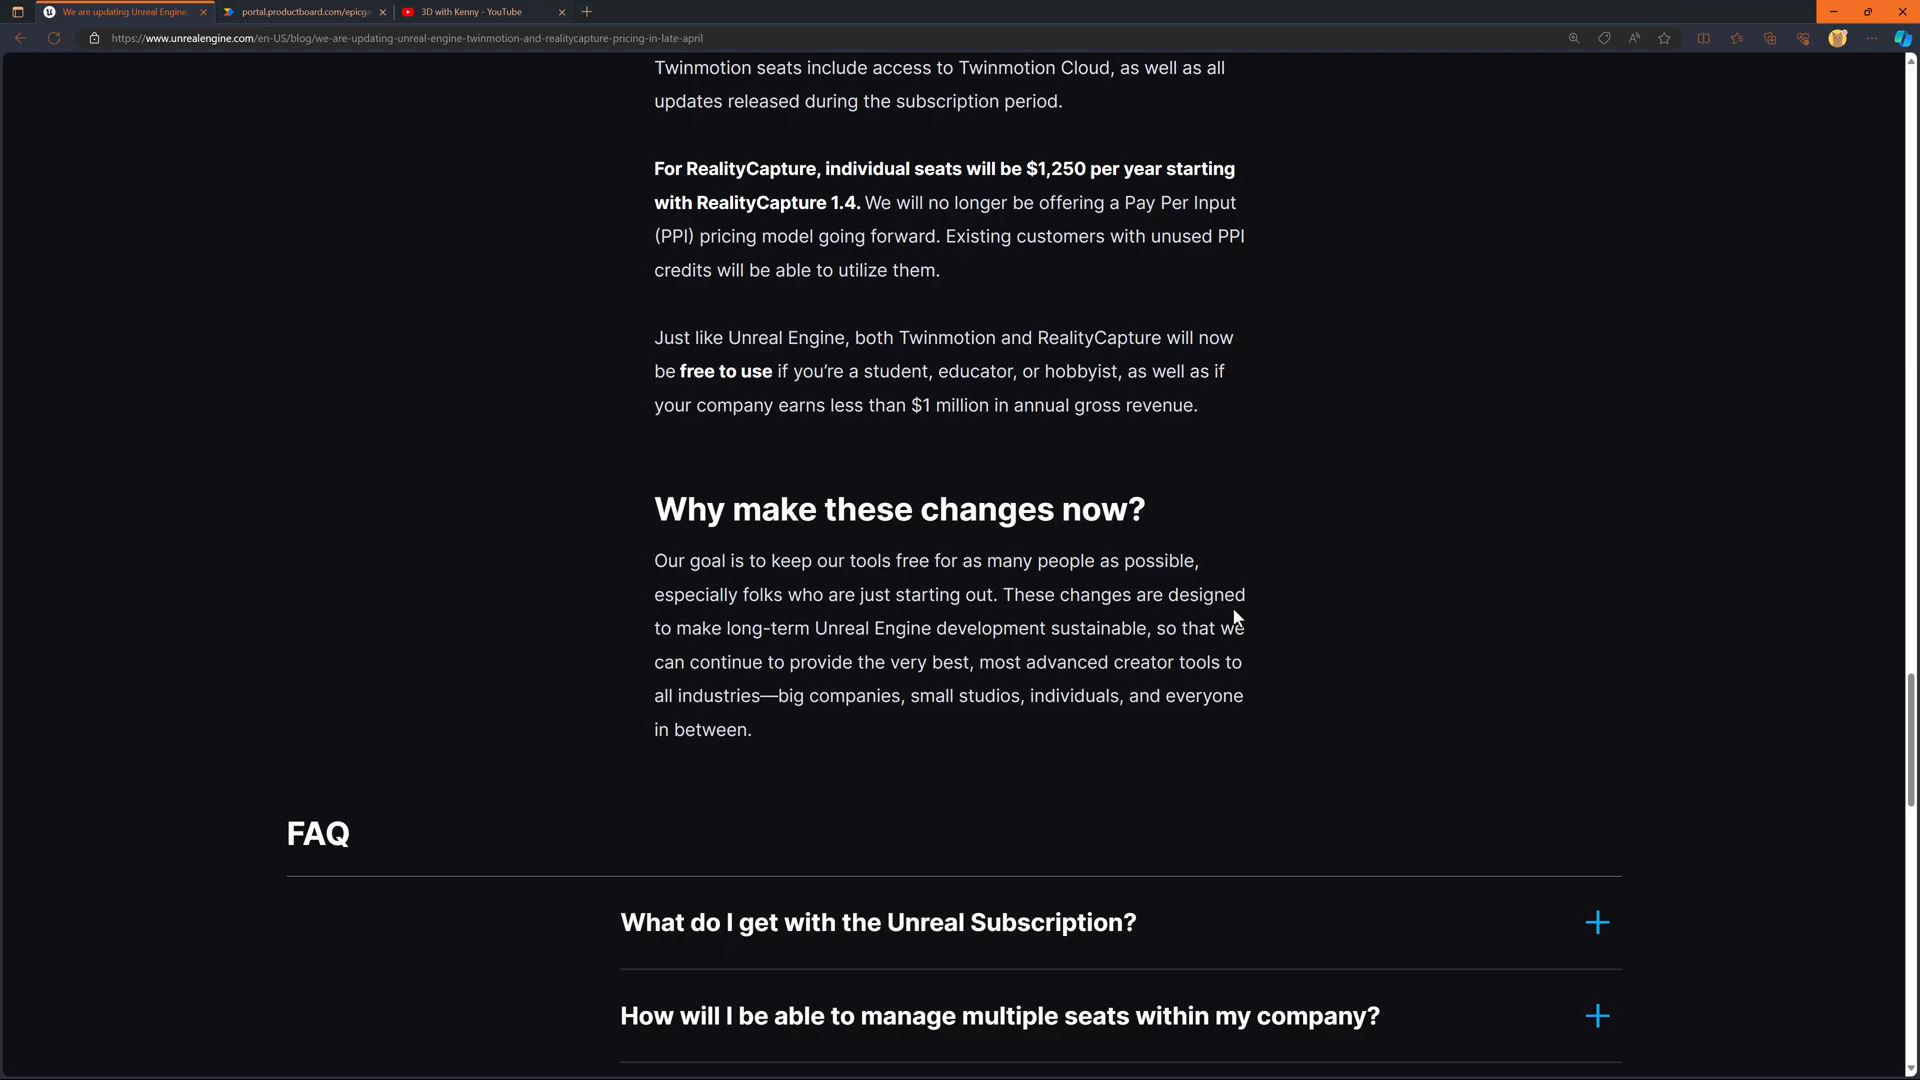 We are updating Unreal Engine,
portal.productboard.com/epicga
3D with Kenny - YouTube
https://www.unrealengine.com/en-US/blog/we-are-updating-unreal-engine-twinmotion-and-realitycapture-pricing-in-late-april
Twinmotion seats include access to Twinmotion Cloud, as well as all
updates released during the subscription period.
For RealityCapture, individual seats will be $1,250 per year starting
with RealityCapture 1.4. We will no longer be offering a Pay Per Input
(PPI) pricing model going forward. Existing customers with unused PPI
credits will be able to utilize them.
Just like Unreal Engine, both Twinmotion and RealityCapture will now
be free to use if you’re a student, educator, or hobbyist, as well as if
your company earns less than $1 million in annual gross revenue.
Why make these changes now?
Our goal is to keep our tools free for as many people as possible,
especially folks who are just starting out. These changes are designed
to make long-term Unreal Engine development sustainable, so that we
can continue to provide the very best, most advanced creator tools to
all industries—big companies, small studios, individuals, and everyone
in between.
FAQ
What do I get with the Unreal Subscription?
How will I be able to manage multiple seats within my company?